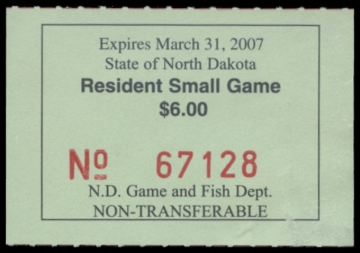 Expires March 31, 2007
State of North Dakota
Resident Small Game
$6.00
Nº 67128
N.D. Game and Fish Dept.
NON-TRANSFERABLE